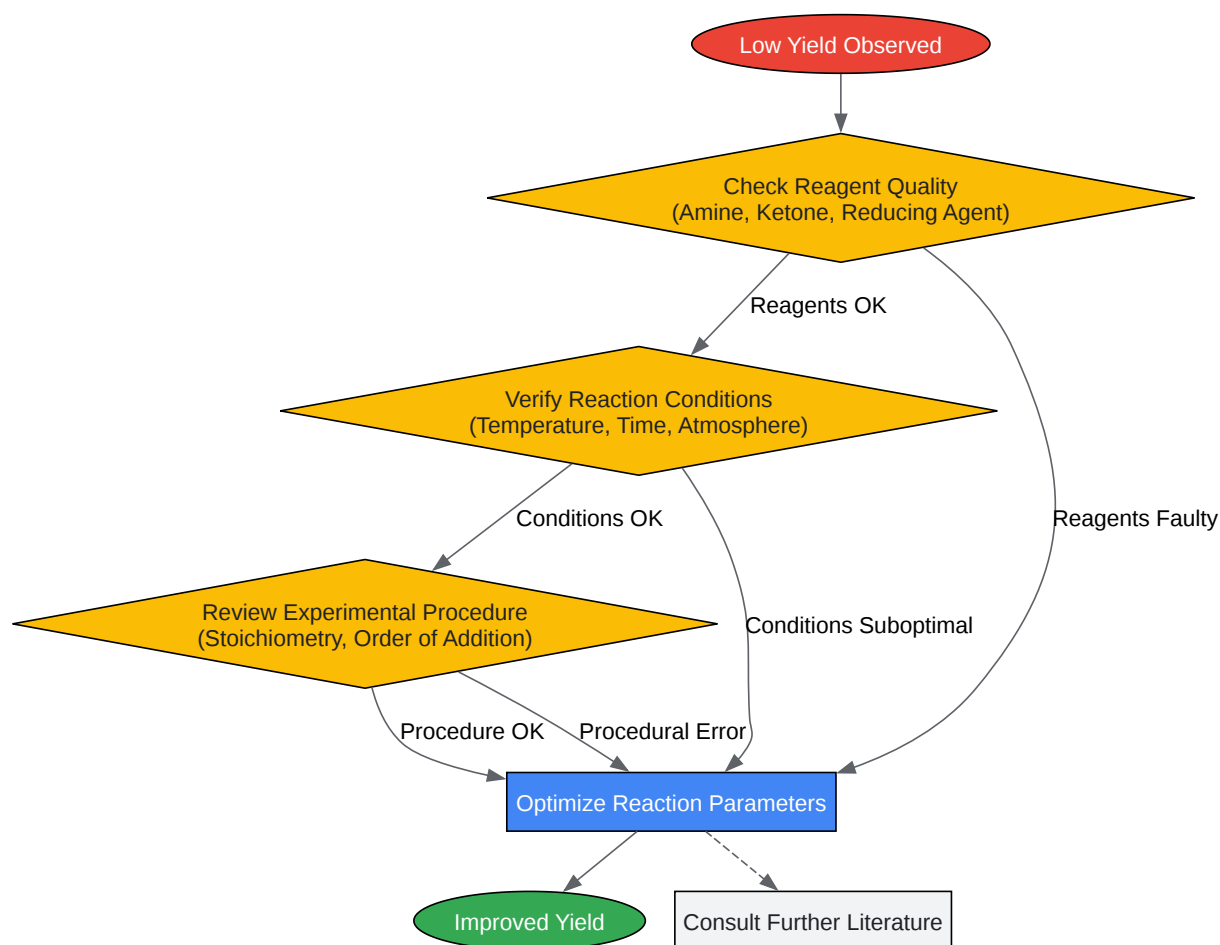 Low Yield Observed
Check Reagent Quality
(Amine, Ketone, Reducing Agent)
Reagents OK
Verify Reaction Conditions
(Temperature, Time, Atmosphere)
Conditions OK
Reagents Faulty
Review Experimental Procedure
(Stoichiometry, Order of Addition)
Conditions Suboptimal
Procedure OK
Procedural Error
Optimize Reaction Parameters
Improved Yield
Consult Further Literature